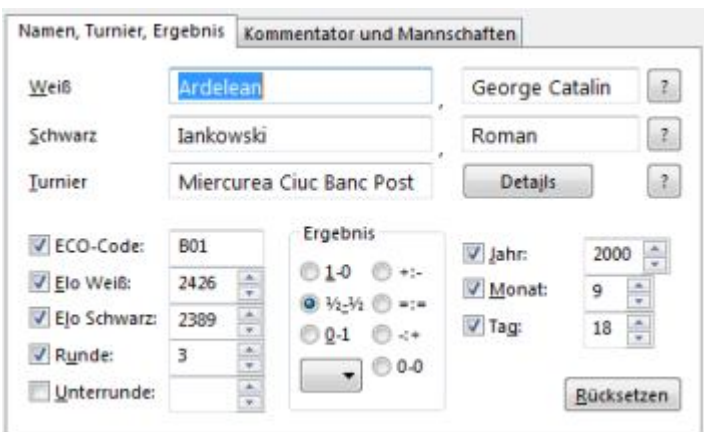 Namen, Turnier, Ergebnis Kommentator und Mannschaften
Weiß Ardelean , George Catalin ?
Schwarz Iankowski , Roman ?
Turnier Miercurea Ciuc Banc Post Details ?
Ergebnis
ECO-Code: B01 1-0 +:- Jahr: 2000
Elo Weiß: 2426 ½-½ =:= Monat: 9
Elo Schwarz: 2389 0-1 -:+ Tag: 18
Runde: 3 0-0
Unterrunde: Rücksetzen